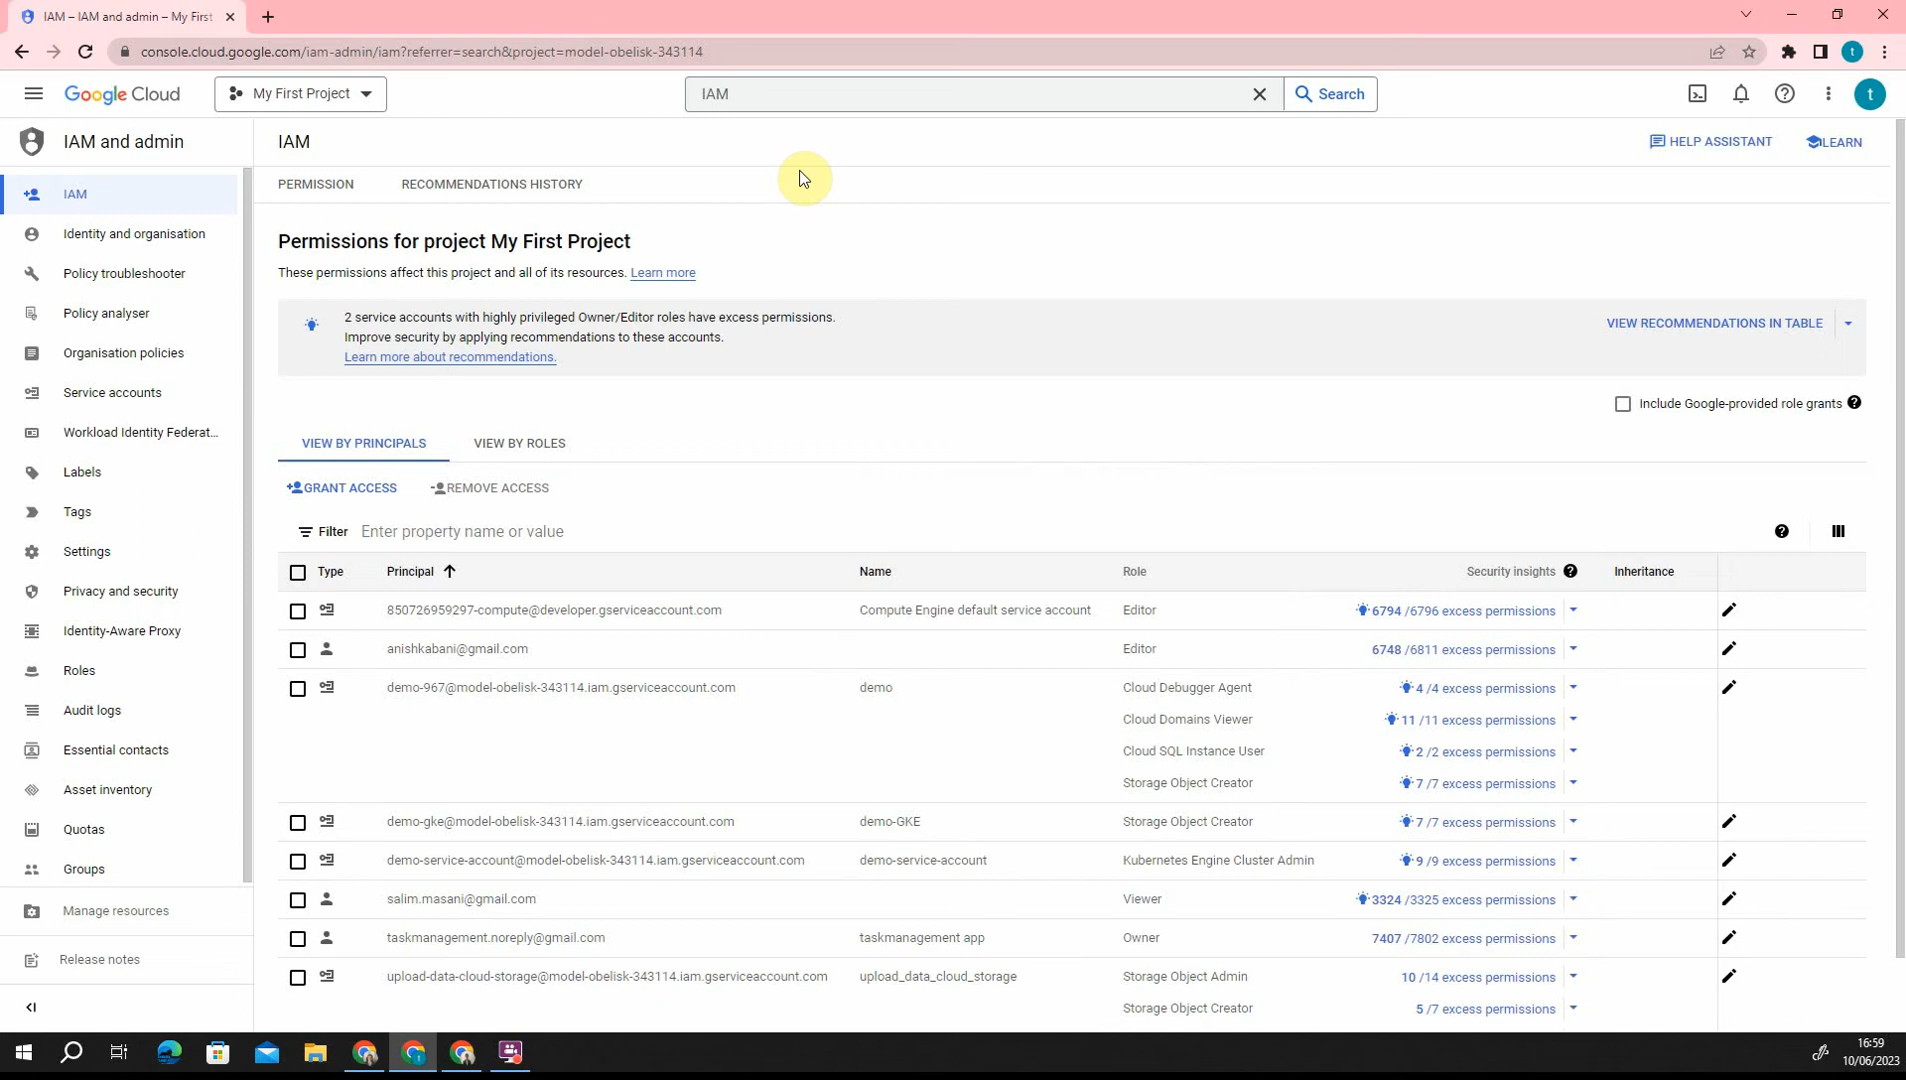 IAM – IAM and admin – My First
console.cloud.google.com/iam-admin/iam?referrer=search&project=model-obelisk-343114
t
Google Cloud
My First Project
IAM
Search
t
IAM and admin
IAM
HELP ASSISTANT
LEARN
IAM
Identity and organisation
Policy troubleshooter
Policy analyser
Organisation policies
Service accounts
Workload Identity Federat...
Labels
Tags
Settings
Privacy and security
Identity-Aware Proxy
Roles
Audit logs
Essential contacts
Asset inventory
Quotas
Groups
Manage resources
Release notes
PERMISSION
RECOMMENDATIONS HISTORY
Permissions for project My First Project
These permissions affect this project and all of its resources. Learn more
2 service accounts with highly privileged Owner/Editor roles have excess permissions.
Improve security by applying recommendations to these accounts.
Learn more about recommendations.
VIEW RECOMMENDATIONS IN TABLE
Include Google-provided role grants
VIEW BY PRINCIPALS
VIEW BY ROLES
GRANT ACCESS
REMOVE ACCESS
Filter Enter property name or value
Type Principal Name Role Security insights Inheritance
850726959297-compute@developer.gserviceaccount.com Compute Engine default service account Editor 6794 /6796 excess permissions
anishkabani@gmail.com Editor 6748 /6811 excess permissions
demo-967@model-obelisk-343114.iam.gserviceaccount.com demo Cloud Debugger Agent 4 /4 excess permissions
Cloud Domains Viewer 11 /11 excess permissions
Cloud SQL Instance User 2 /2 excess permissions
Storage Object Creator 7 /7 excess permissions
demo-gke@model-obelisk-343114.iam.gserviceaccount.com demo-GKE Storage Object Creator 7 /7 excess permissions
demo-service-account@model-obelisk-343114.iam.gserviceaccount.com demo-service-account Kubernetes Engine Cluster Admin 9 /9 excess permissions
salim.masani@gmail.com Viewer 3324 /3325 excess permissions
taskmanagement.noreply@gmail.com taskmanagement app Owner 7407 /7802 excess permissions
upload-data-cloud-storage@model-obelisk-343114.iam.gserviceaccount.com upload_data_cloud_storage Storage Object Admin 10 /14 excess permissions
Storage Object Creator 5 /7 excess permissions
16:59
10/06/2023